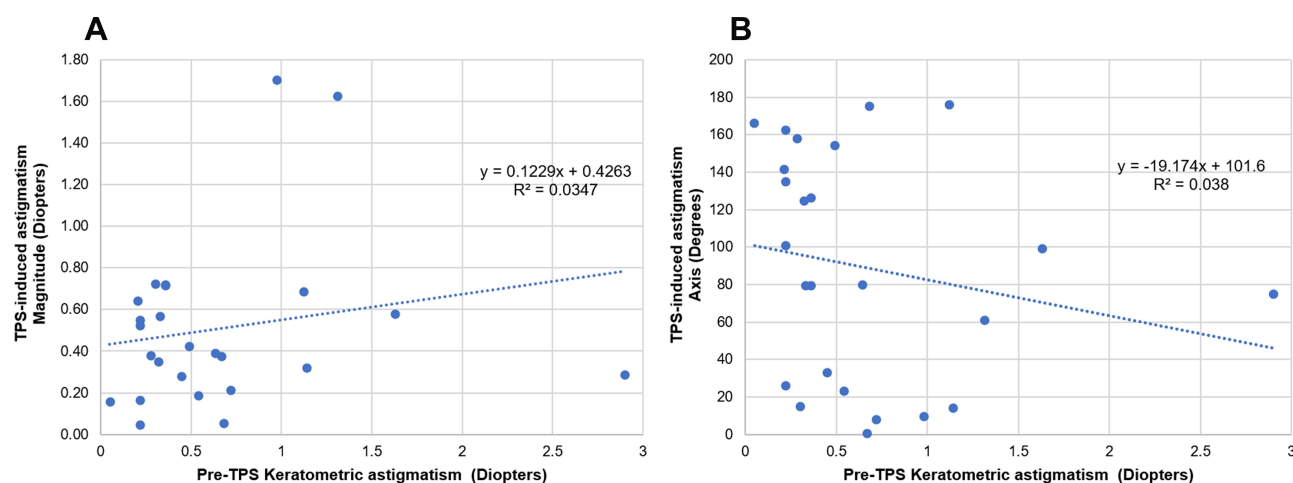 A
TPS-induced astigmatism
Magnitude (Diopters)
1.80
1.60
1.40
1.20
1.00
0.80
0.60
0.40
0.20
0.00
y = 0.1229x + 0.4263
R² = 0.0347
0
0.5
1
1.5
2
2.5
3
Pre-TPS Keratometric astigmatism (Diopters)
B
TPS-induced astigmatism
Axis (Degrees)
200
180
160
140
120
100
80
60
40
20
0
y = -19.174x + 101.6
R² = 0.038
0
0.5
1
1.5
2
2.5
3
Pre-TPS Keratometric astigmatism (Diopters)